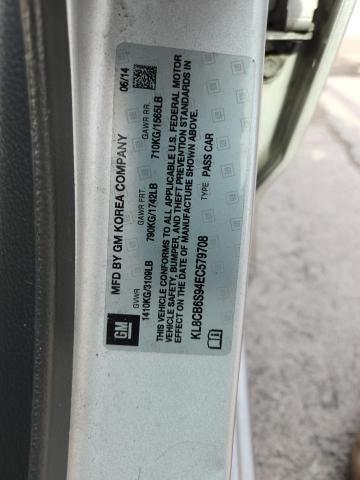 MFD BY GM KOREA COMPANY 06/14
GVWR GAWR FRT. GAWR RR.
1410KG/3109LB 790KG/1742LB 710KG/1565LB
THIS VEHICLE CONFORMS TO ALL APPLICABLE U.S. FEDERAL MOTOR
VEHICLE SAFETY, BUMPER, AND THEFT PREVENTION STANDARDS IN
EFFECT ON THE DATE OF MANUFACTURE SHOWN ABOVE.
KL8CB6S94EC579708 TYPE: PASS CAR
GM